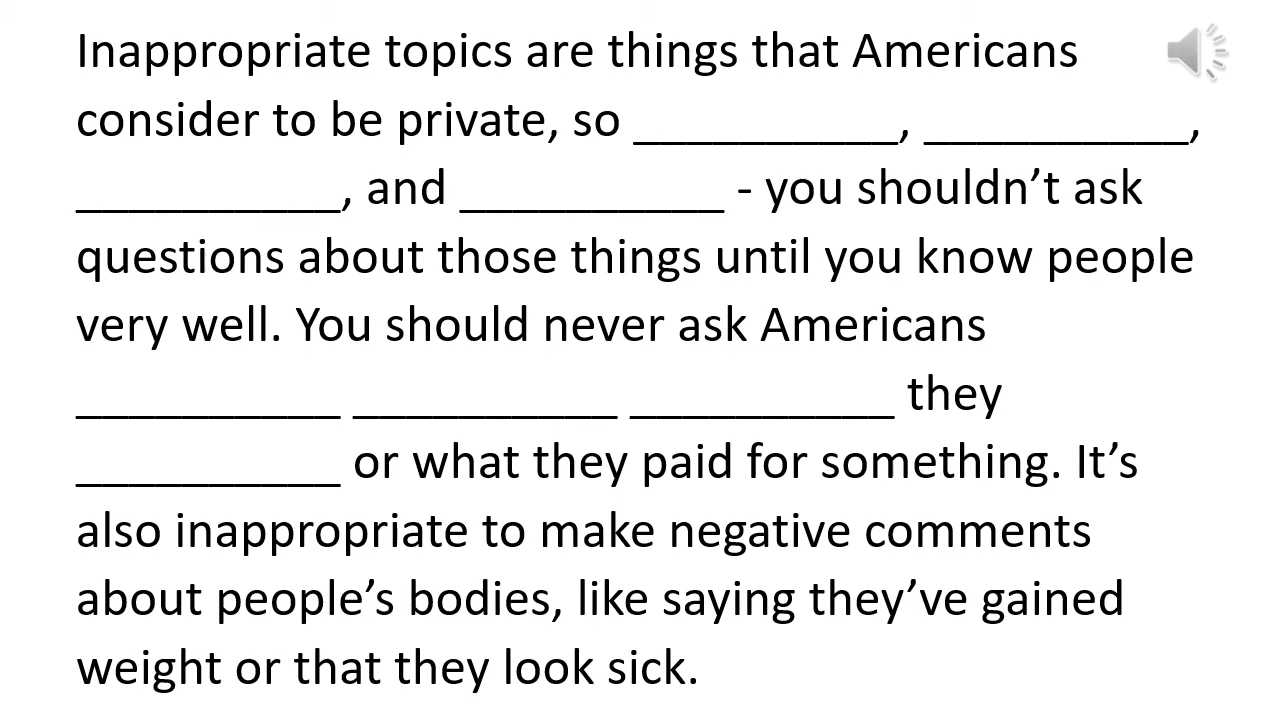 Inappropriate topics are things that Americans
consider to be private, so __________, __________,
__________, and __________ - you shouldn’t ask
questions about those things until you know people
very well. You should never ask Americans
__________ __________ __________ they
__________ or what they paid for something. It’s
also inappropriate to make negative comments
about people’s bodies, like saying they’ve gained
weight or that they look sick.